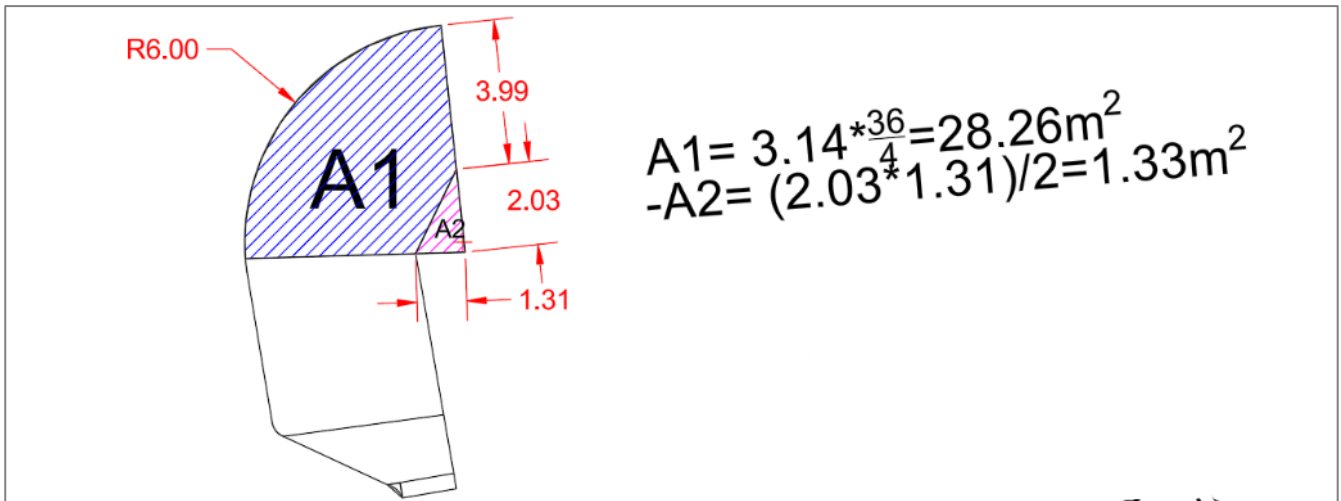 R6.00
3.99
A1
2.03
A2
1.31
A1= 3.14*36/4=28.26m²
-A2= (2.03*1.31)/2=1.33m²